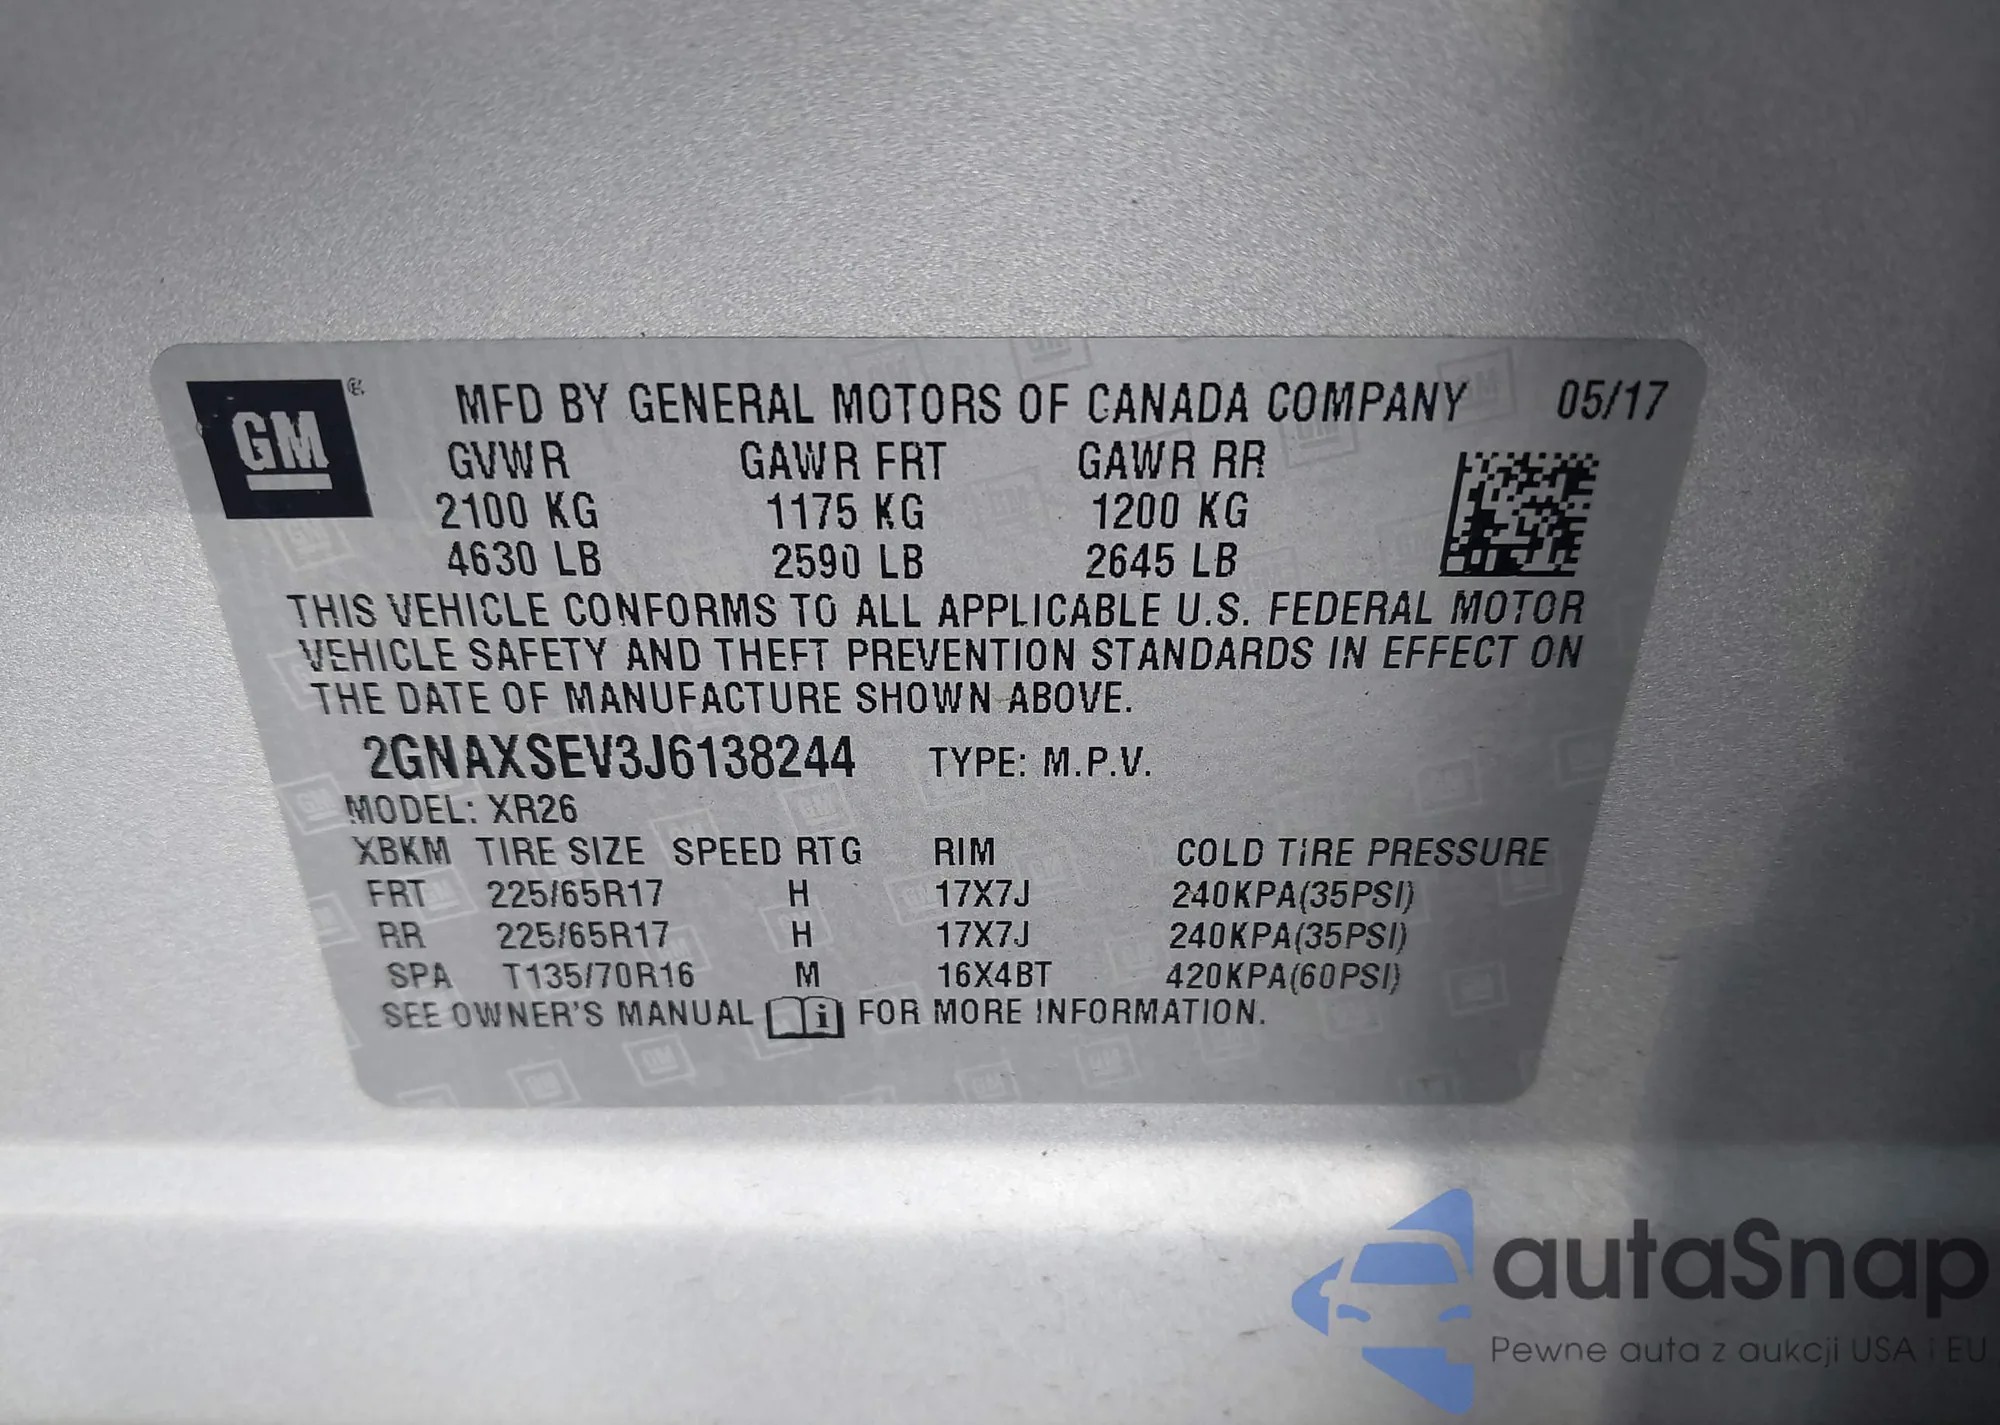 GM ®
MFD BY GENERAL MOTORS OF CANADA COMPANY 05/17
GVWR GAWR FRT GAWR RR
2100 KG 1175 KG 1200 KG
4630 LB 2590 LB 2645 LB
THIS VEHICLE CONFORMS TO ALL APPLICABLE U.S. FEDERAL MOTOR
VEHICLE SAFETY AND THEFT PREVENTION STANDARDS IN EFFECT ON
THE DATE OF MANUFACTURE SHOWN ABOVE.
2GNAXSEV3J6138244 TYPE: M.P.V.
MODEL: XR26
XBKM TIRE SIZE SPEED RTG RIM COLD TIRE PRESSURE
FRT 225/65R17 H 17X7J 240KPA(35PSI)
RR 225/65R17 H 17X7J 240KPA(35PSI)
SPA T135/70R16 M 16X4BT 420KPA(60PSI)
SEE OWNER'S MANUAL i FOR MORE INFORMATION.
autaSnap
Pewne auta z aukcji USA i EU